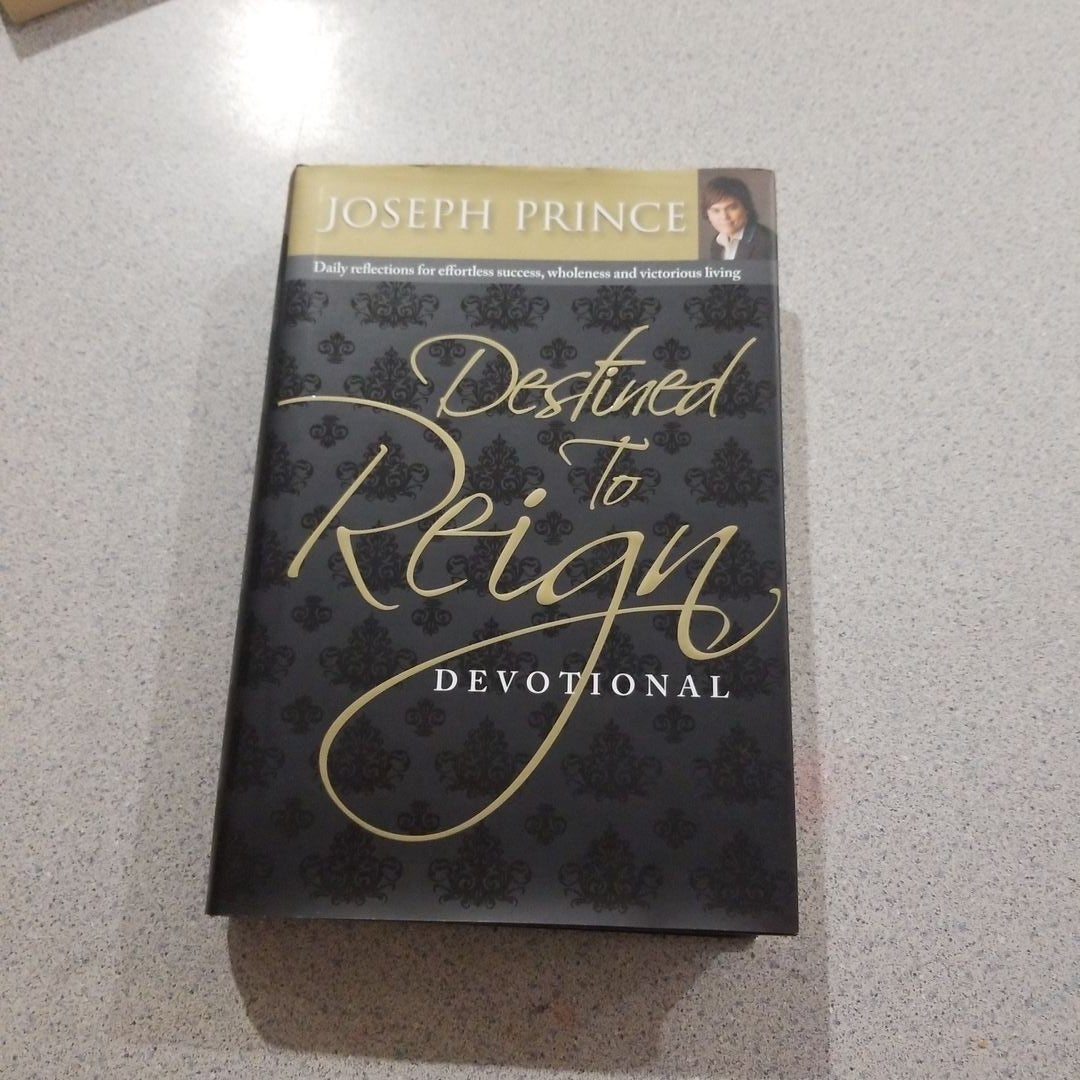 JOSEPH PRINCE
Daily reflections for effortless success, wholeness and victorious living
Destined
To
Reign
DEVOTIONAL